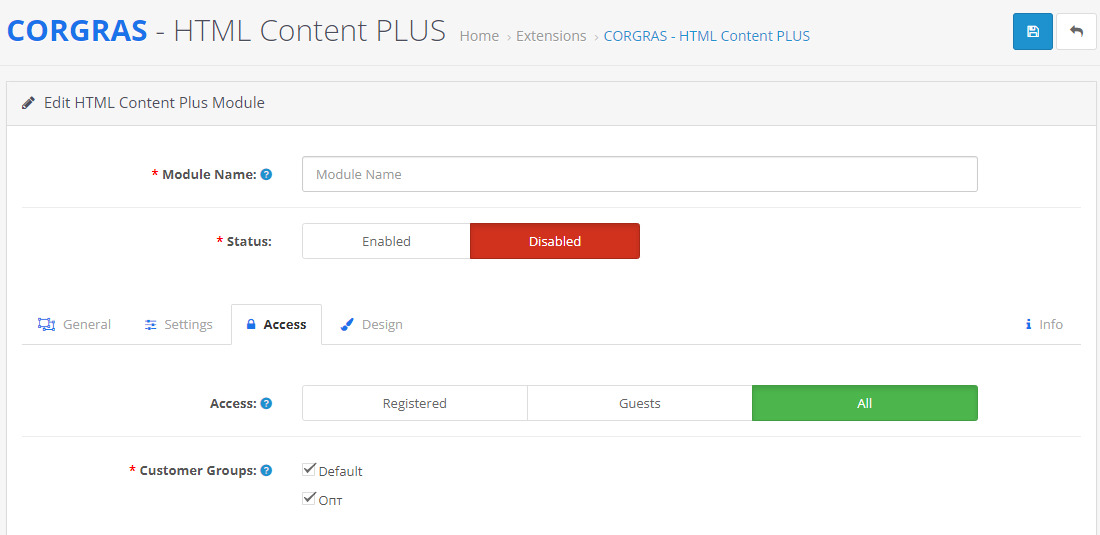 CORGRAS - HTML Content PLUS Home › Extensions › CORGRAS - HTML Content PLUS
Edit HTML Content Plus Module
* Module Name: ?
Module Name
* Status:
Enabled Disabled
General Settings Access Design Info
Access: ?
Registered Guests All
* Customer Groups: ?
Default
Опт